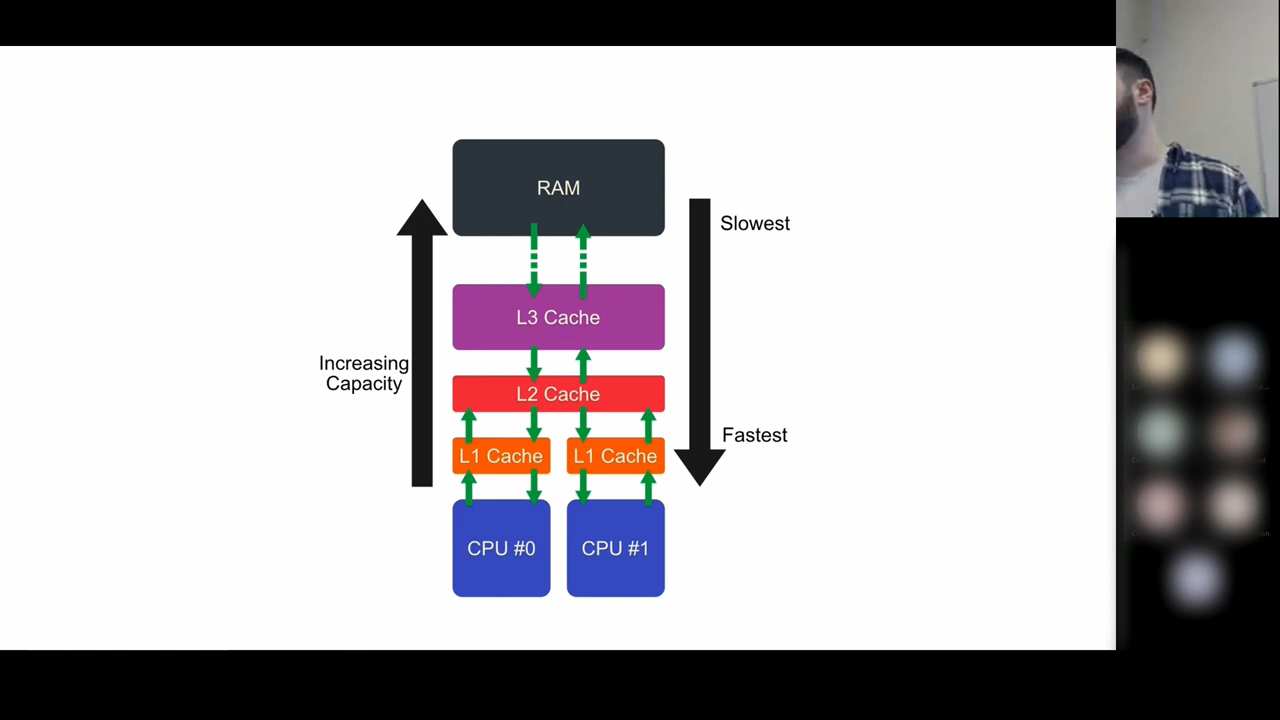 RAM
Slowest
L3 Cache
Increasing
Capacity
L2 Cache
Fastest
L1 Cache
L1 Cache
CPU #0
CPU #1